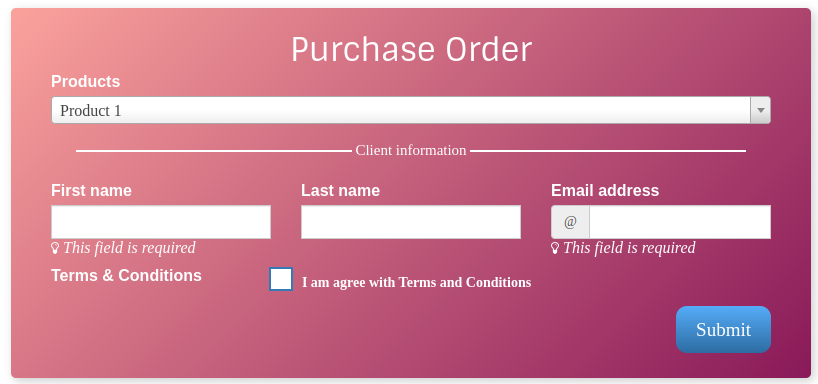 Purchase Order
Products
Product 1
Client information
First name
Last name
Email address
@
This field is required
This field is required
Terms & Conditions
I am agree with Terms and Conditions
Submit